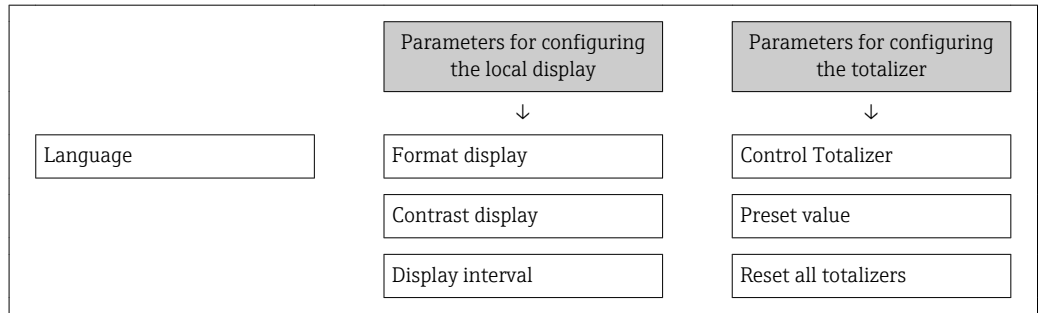 Parameters for configuring
the local display
Parameters for configuring
the totalizer
↓
↓
Language
Format display
Control Totalizer
Contrast display
Preset value
Display interval
Reset all totalizers